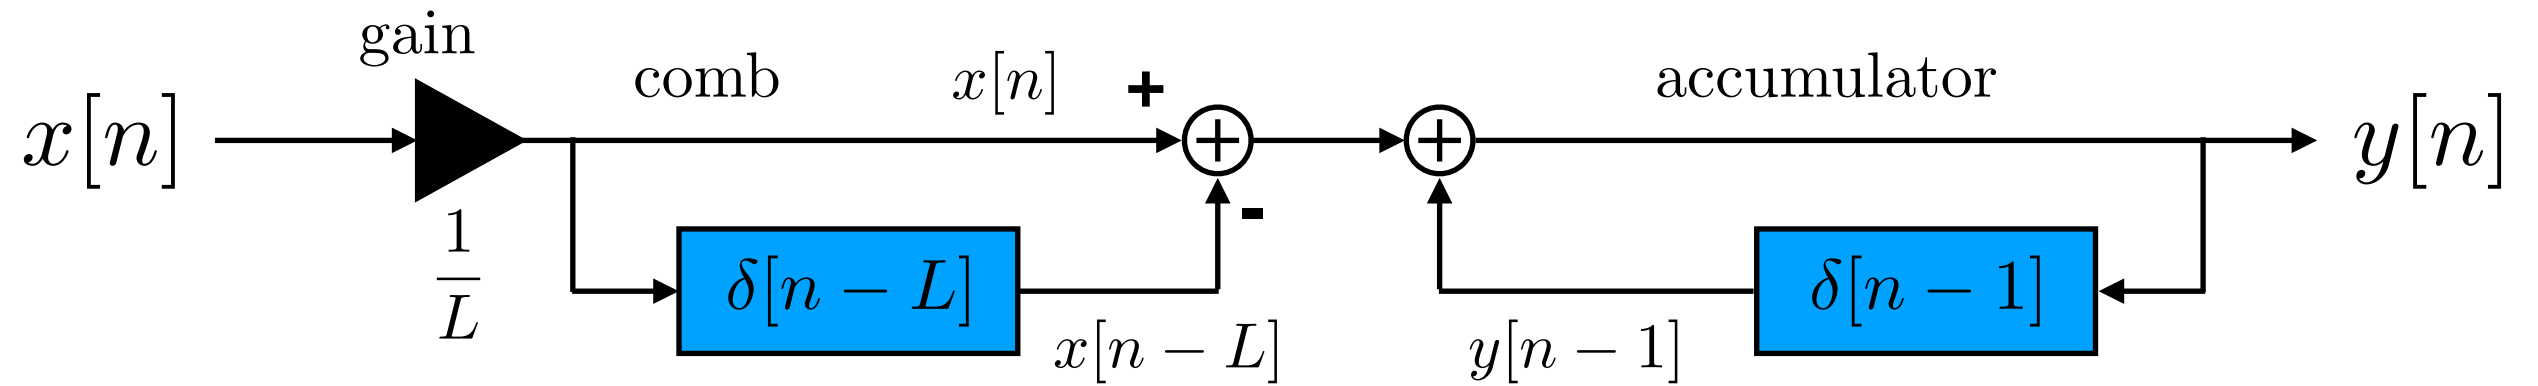 gain
comb
x[n]
+
accumulator
x[n]
+
+
y[n]
1
L
-
δ[n − L]
δ[n − 1]
x[n − L]
y[n − 1]